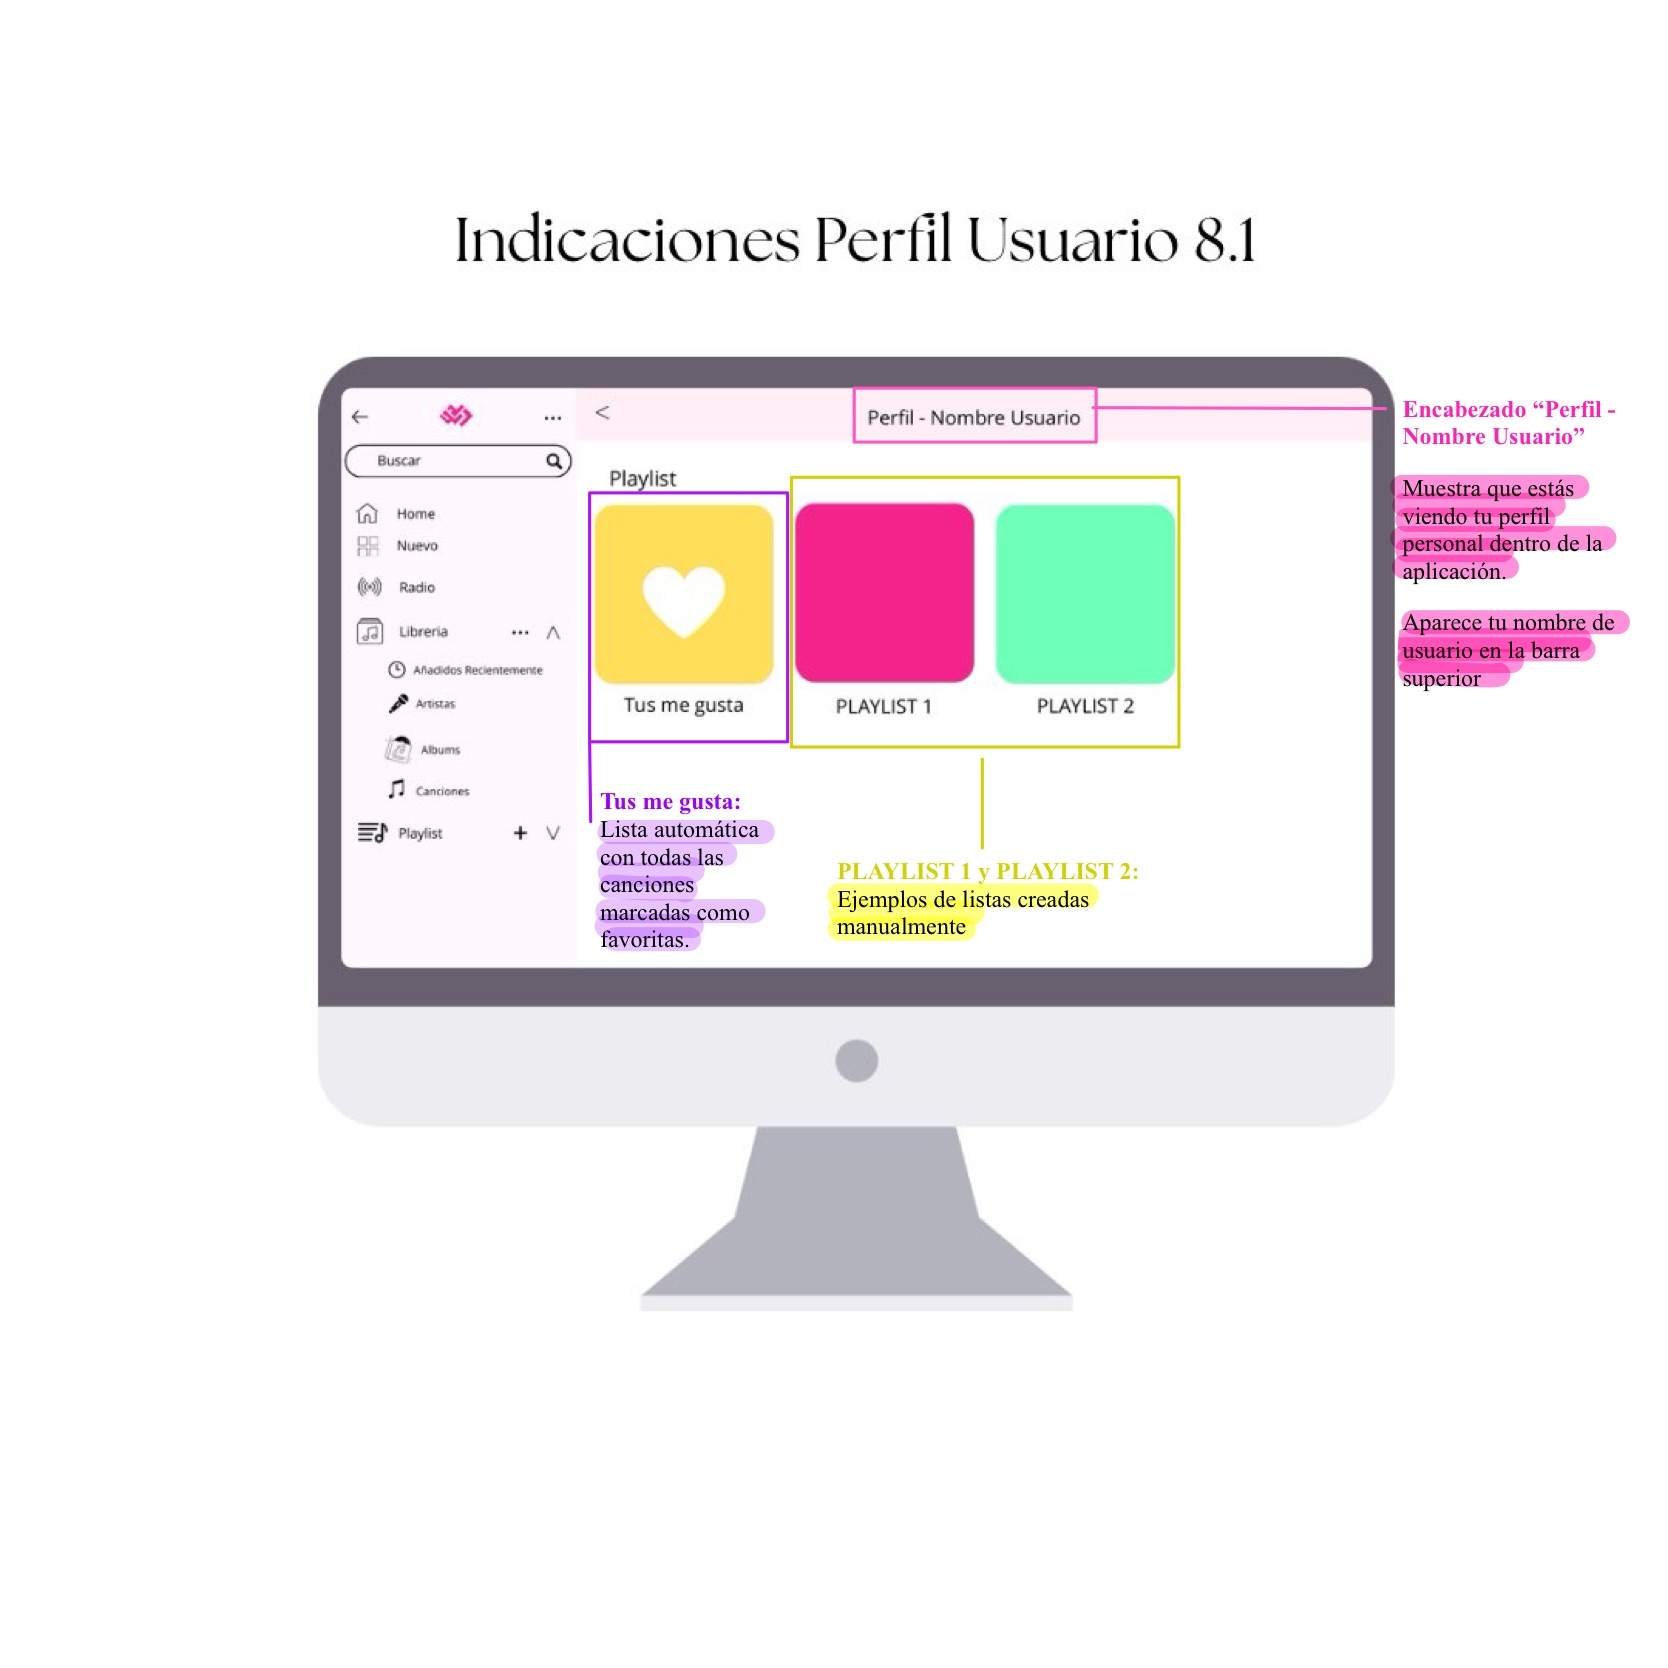 Indicaciones Perfil Usuario 8.1
Perfil - Nombre Usuario
Buscar
Home
Nuevo
Radio
Libreria
Añadidos Recientemente
Artistas
Albums
Canciones
Playlist
Playlist
Tus me gusta
PLAYLIST 1
PLAYLIST 2
Tus me gusta:
Lista automática
con todas las
canciones
marcadas como
favoritas.
PLAYLIST 1 y PLAYLIST 2:
Ejemplos de listas creadas
manualmente
Encabezado “Perfil -
Nombre Usuario”
Muestra que estás
viendo tu perfil
personal dentro de la
aplicación.
Aparece tu nombre de
usuario en la barra
superior